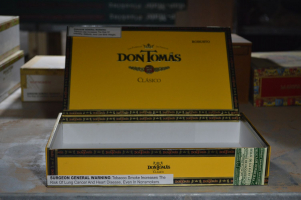 DON TOMÁS
CLÁSICO
DON TOMÁS
SURGEON GENERAL WARNING: Tobacco Smoke Increases The
Risk Of Lung Cancer And Heart Disease, Even In Nonsmokers.